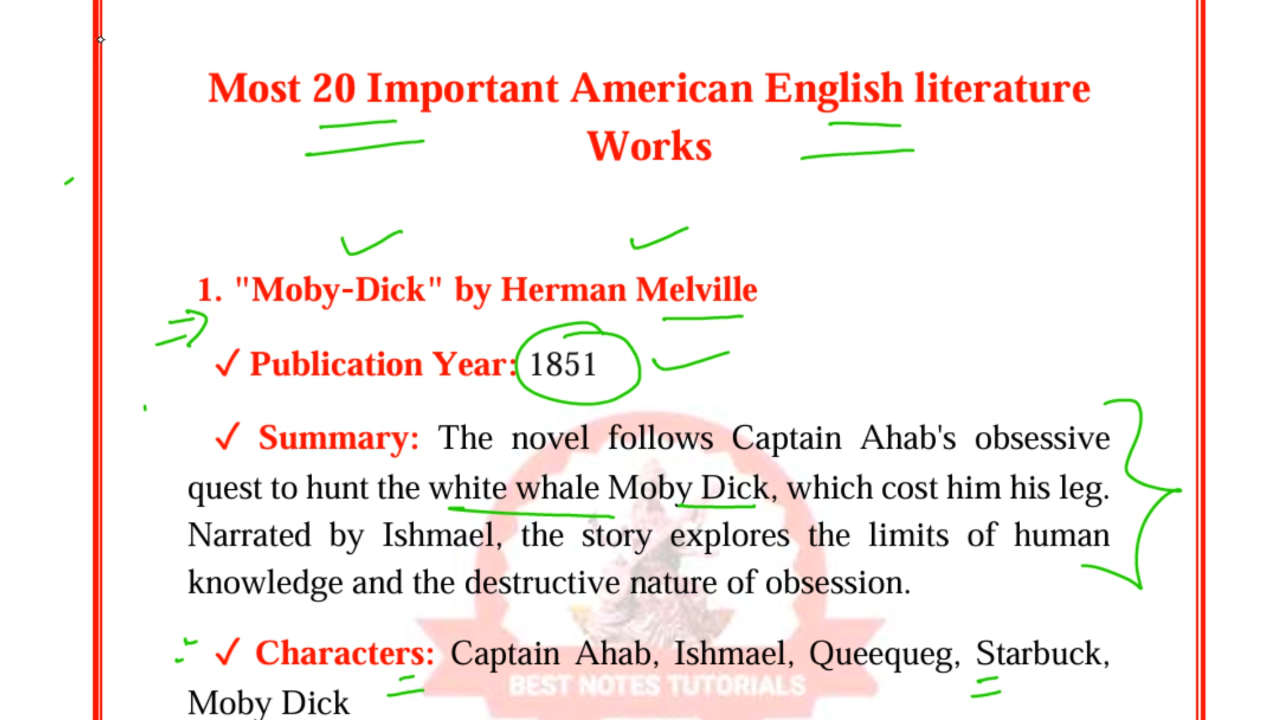 Most 20 Important American English literature
Works
1. "Moby-Dick" by Herman Melville
✓ Publication Year: 1851
✓ Summary: The novel follows Captain Ahab's obsessive
quest to hunt the white whale Moby Dick, which cost him his leg.
Narrated by Ishmael, the story explores the limits of human
knowledge and the destructive nature of obsession.
✓ Characters: Captain Ahab, Ishmael, Queequeg, Starbuck,
BEST NOTES TUTORIALS
Moby Dick